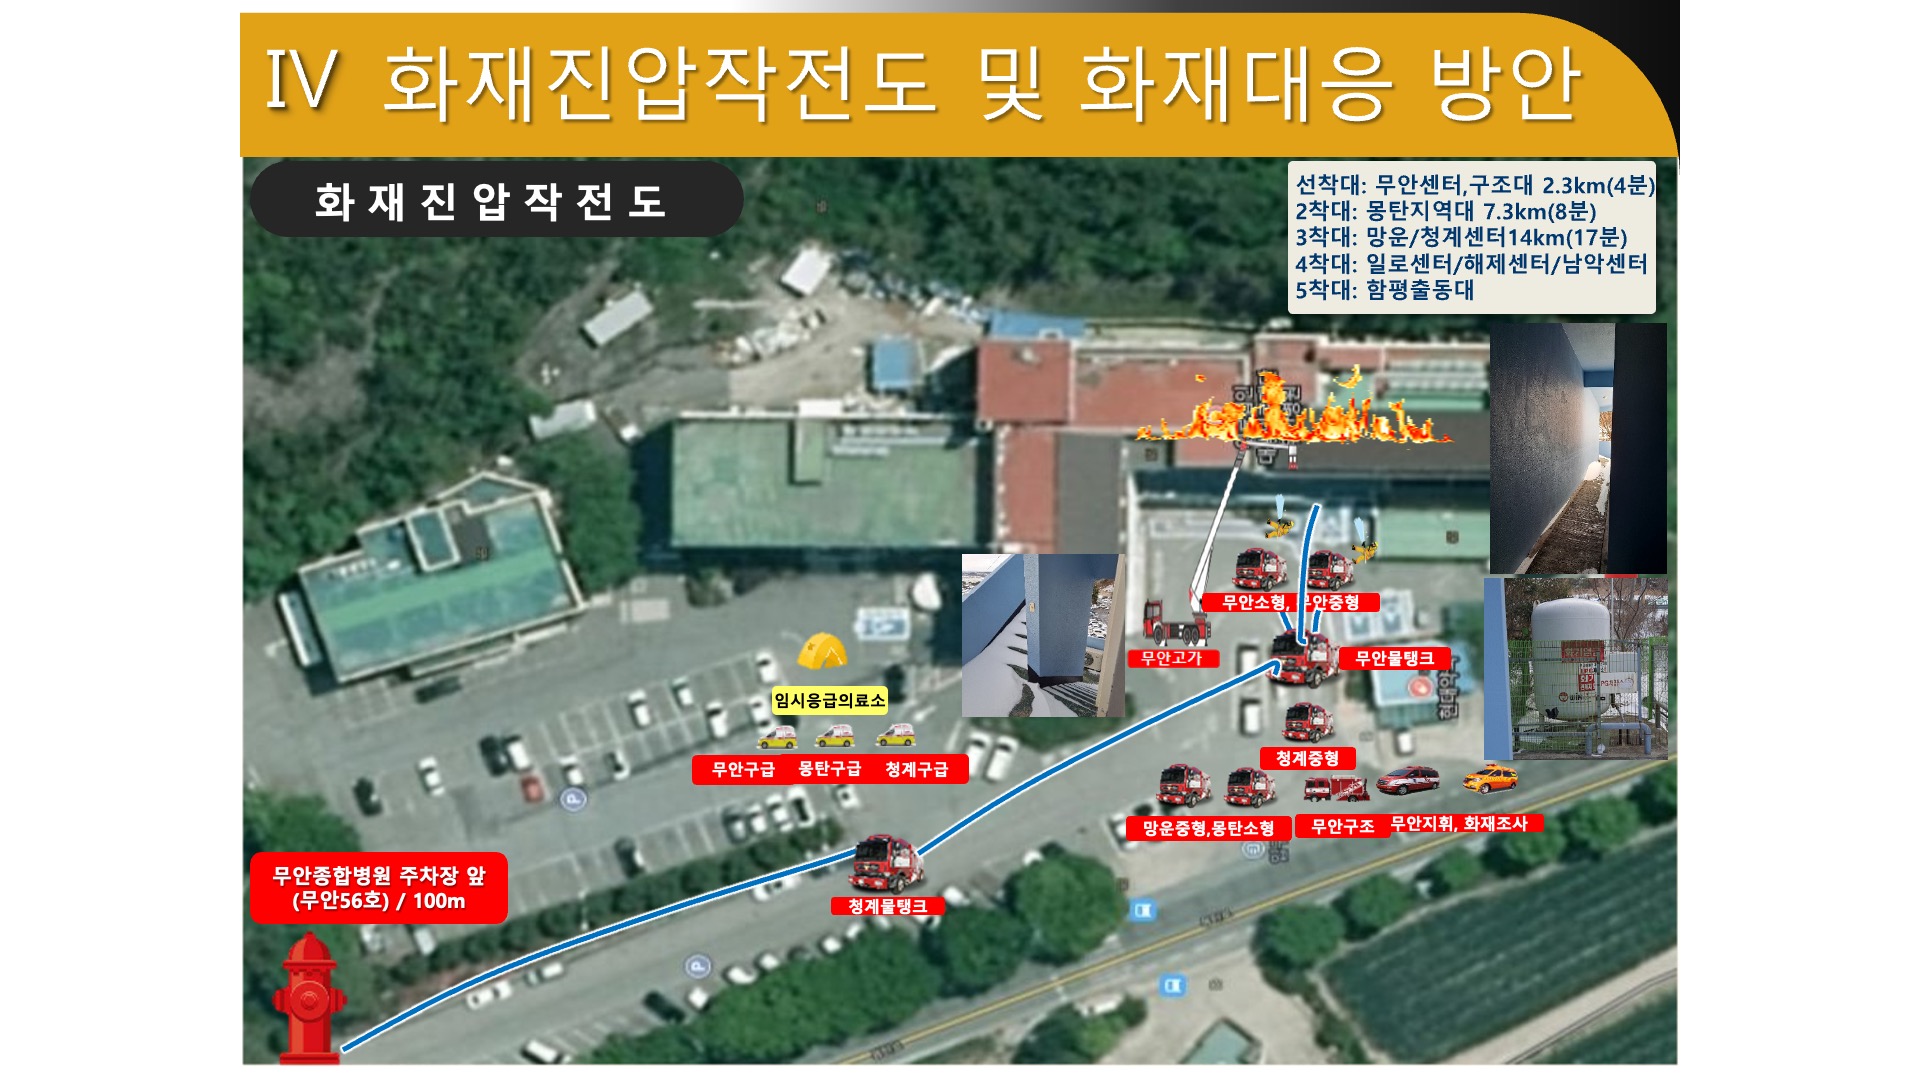 IV 화재진압작전도 및 화재대응 방안
화재진압작전도
선착대: 무안센터,구조대 2.3km(4분)
2착대: 몽탄지역대 7.3km(8분)
3착대: 망운/청계센터14km(17분)
4착대: 일로센터/해제센터/남악센터
5착대: 함평출동대
무안소형, 무안중형
무안고가
무안물탱크
임시응급의료소
무안구급 몽탄구급 청계구급
청계중형
망운중형,몽탄소형
무안구조
무안지휘, 화재조사
무안종합병원 주차장 앞
(무안56호) / 100m
청계물탱크
P
P